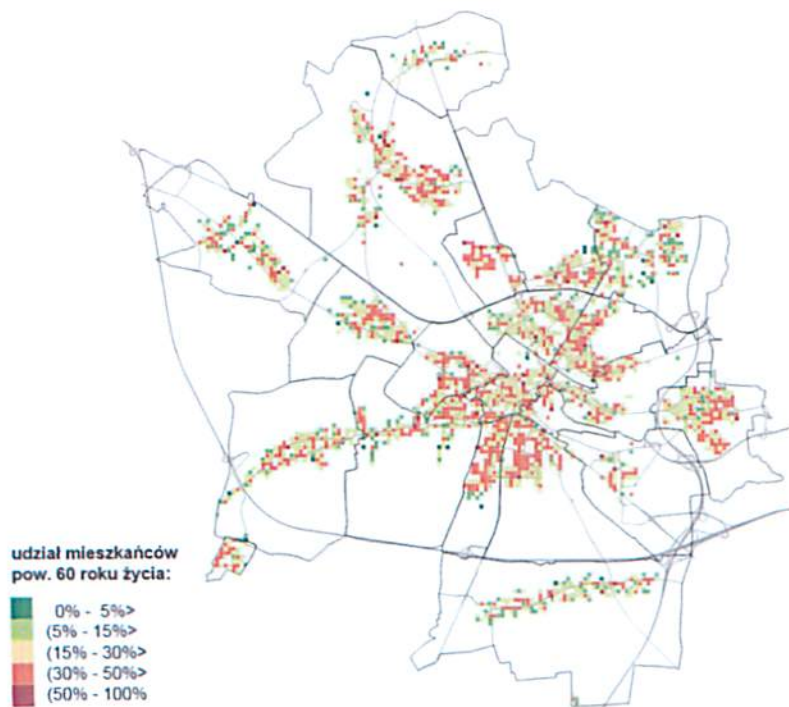 udział mieszkańców
pow. 60 roku życia:
0% - 5%>
(5% - 15%>
(15% - 30%>
(30% - 50%>
(50% - 100%